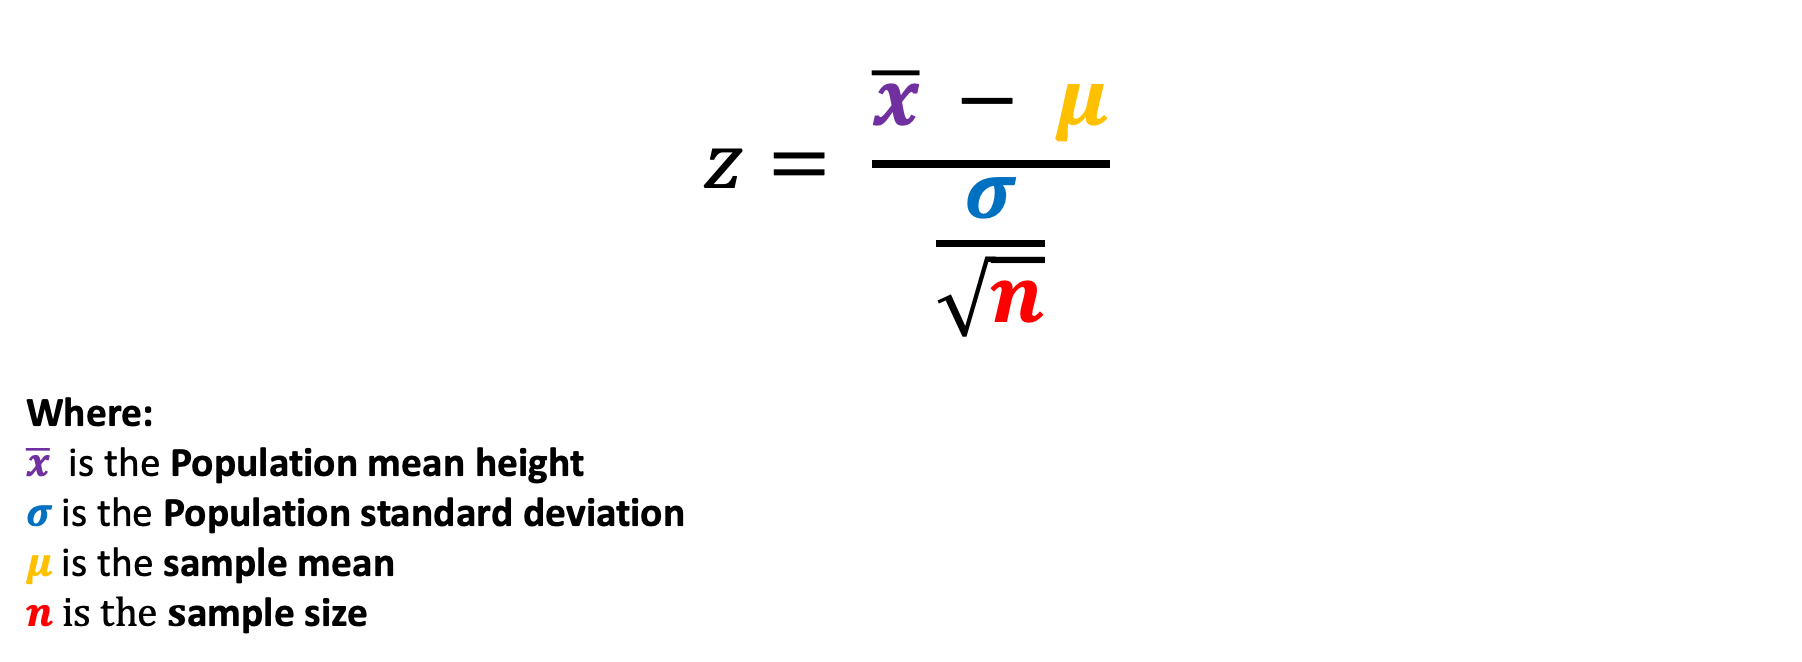 z = (x̅ − μ) / (σ / √n)
Where:
x̅ is the Population mean height
σ is the Population standard deviation
μ is the sample mean
n is the sample size